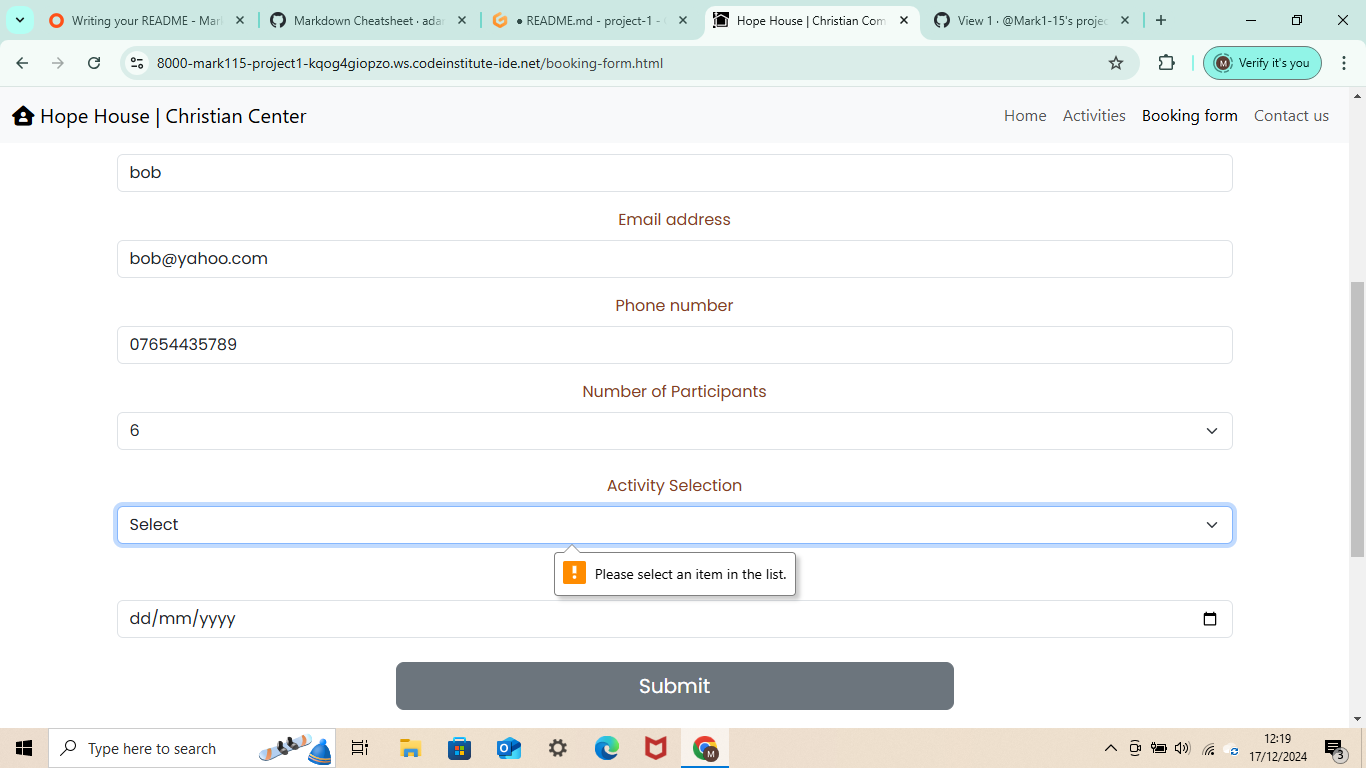 Writing your README - Mar
Markdown Cheatsheet · adar
● README.md - project-1 -
Hope House | Christian Com
View 1 · @Mark1-15's projec
8000-mark115-project1-kqog4giopzo.ws.codeinstitute-ide.net/booking-form.html
M
Verify it's you
Hope House | Christian Center
Home
Activities
Booking form
Contact us
bob
Email address
bob@yahoo.com
Phone number
07654435789
Number of Participants
6
Activity Selection
Select
! Please select an item in the list.
dd/mm/yyyy
Submit
Type here to search
M
12:19
17/12/2024
3